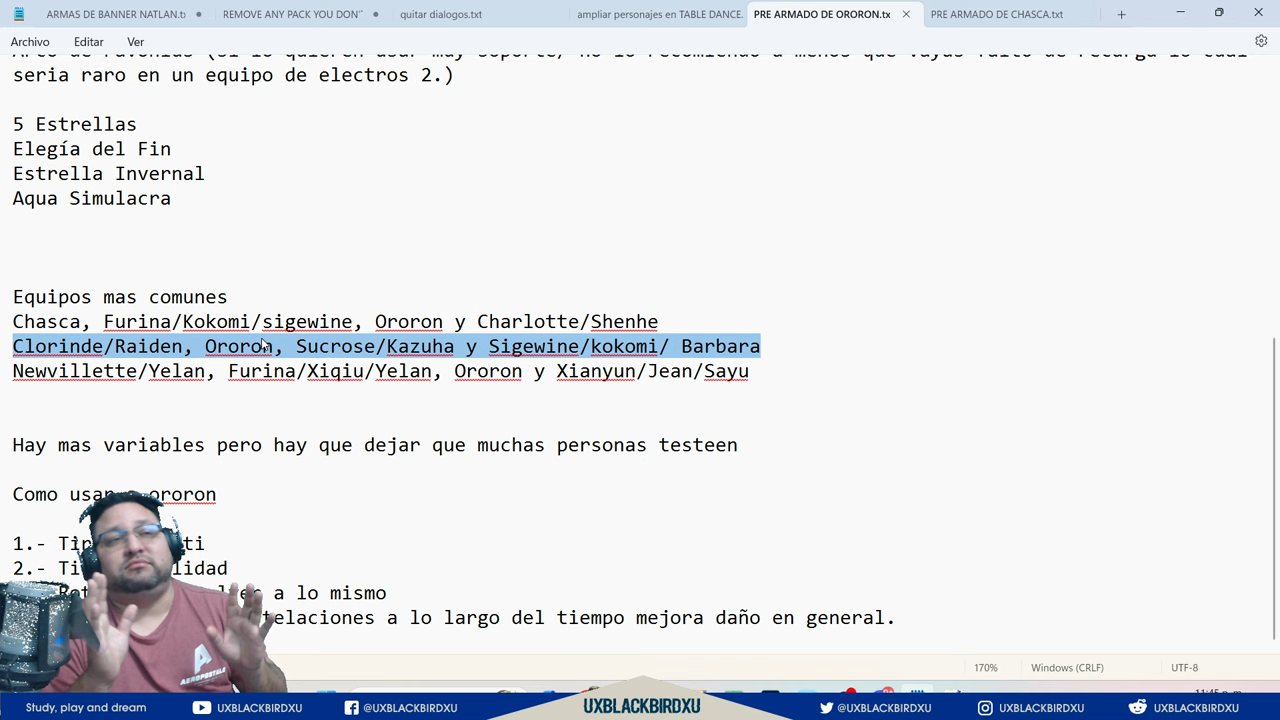 ARMAS DE BANNER NATLAN.t
REMOVE ANY PACK YOU DON'
quitar dialogos.txt
ampliar personajes en TABLE DANCE.
PRE ARMADO DE ORORON.tx
PRE ARMADO DE CHASCA.txt
Archivo Editar Ver
seria raro en un equipo de electros 2.)
5 Estrellas
Elegía del Fin
Estrella Invernal
Aqua Simulacra
Equipos mas comunes
Chasca, Furina/Kokomi/sigewine, Ororon y Charlotte/Shenhe
Clorinde/Raiden, Ororon, Sucrose/Kazuha y Sigewine/kokomi/ Barbara
Newvillette/Yelan, Furina/Xiqiu/Yelan, Ororon y Xianyun/Jean/Sayu
Hay mas variables pero hay que dejar que muchas personas testeen
Como usar a ororon
1.- ti
2.- lidad
a lo mismo
telaciones a lo largo del tiempo mejora daño en general.
170% Windows (CRLF) UTF-8
AEROPOSTALE
Study, play and dream UXBLACKBIRDXU @UXBLACKBIRDXU UXBLACKBIRDXU @UXBLACKBIRDXU UXBLACKBIRDXU UXBLACKBIRDXU